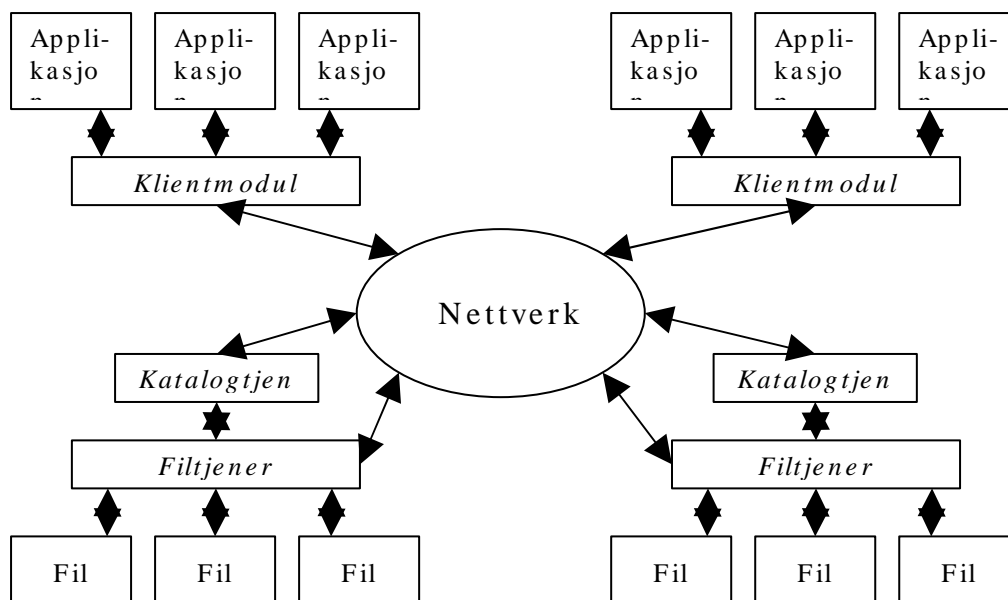 Appli-
kasjo
Appli-
kasjo
Appli-
kasjo
Appli-
kasjo
Appli-
kasjo
Appli-
kasjo
Klientmodul
Klientmodul
Nettverk
Katalogtjen
Katalogtjen
Filtjener
Filtjener
Fil
Fil
Fil
Fil
Fil
Fil